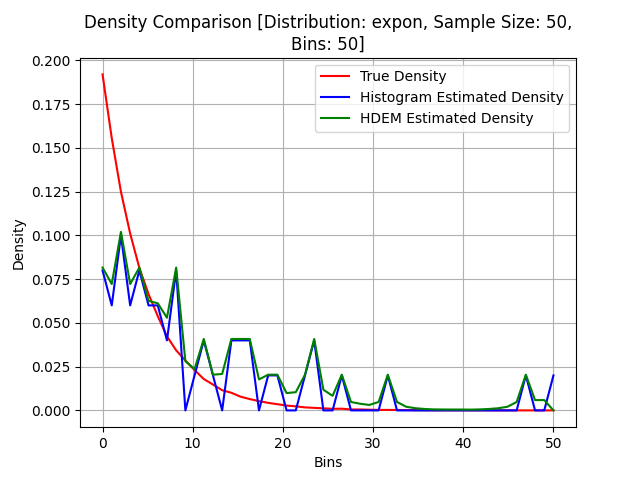 Density Comparison [Distribution: expon, Sample Size: 50,
Bins: 50]
True Density
Histogram Estimated Density
HDEM Estimated Density
Density
0.200
0.175
0.150
0.125
0.100
0.075
0.050
0.025
0.000
0 10 20 30 40 50
Bins